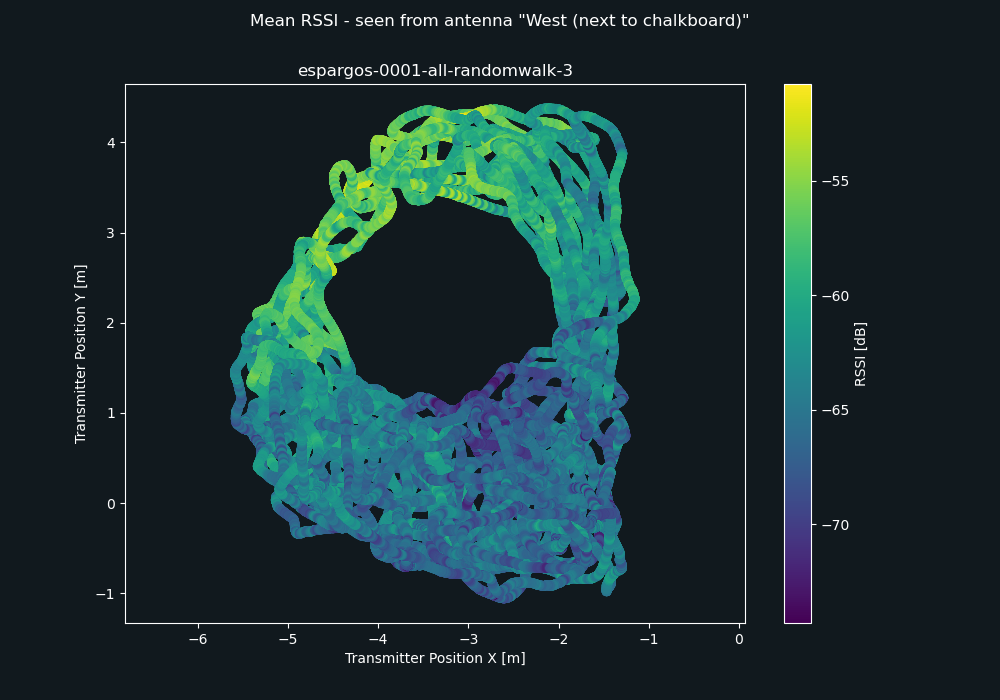 Mean RSSI - seen from antenna "West (next to chalkboard)"
espargos-0001-all-randomwalk-3
4
3
2
1
0
−1
Transmitter Position Y [m]
−6 −5 −4 −3 −2 −1 0
Transmitter Position X [m]
−55
−60
−65
−70
RSSI [dB]